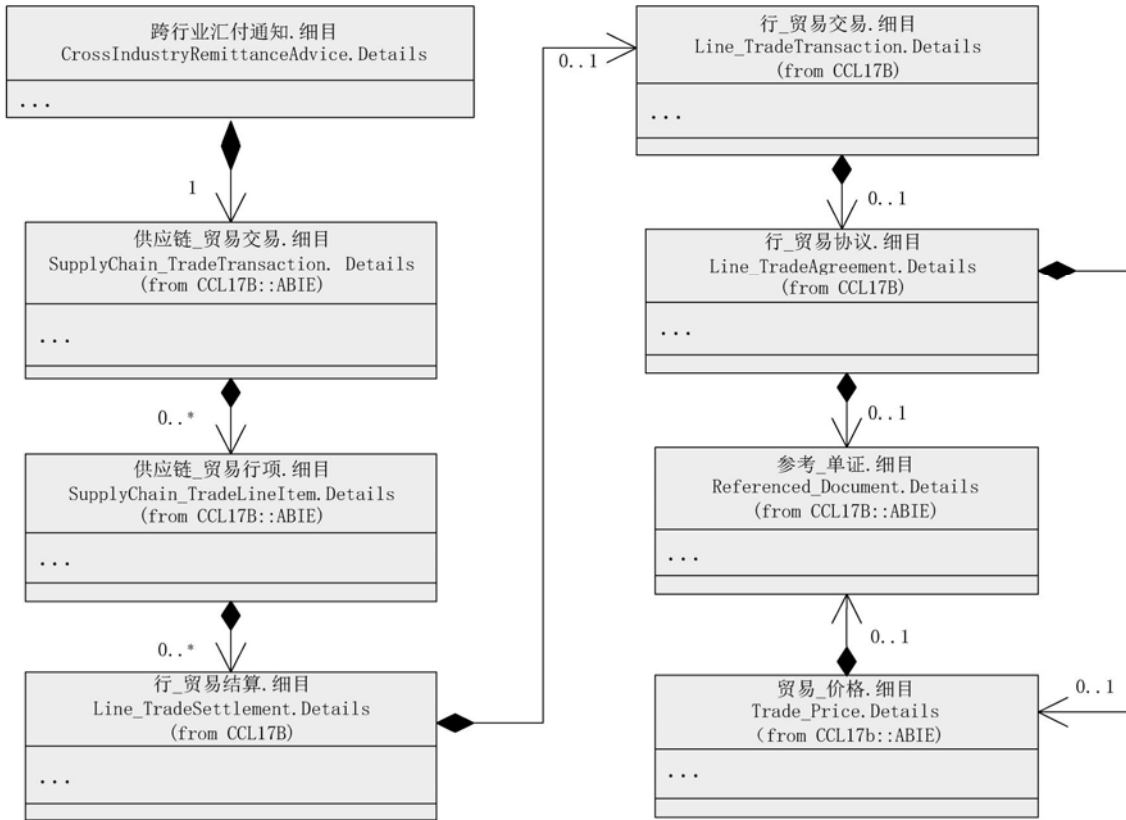 跨行业汇付通知.细目
CrossIndustryRemittanceAdvice.Details
...
1
供应链_贸易交易.细目
SupplyChain_TradeTransaction. Details
(from CCL17B::ABIE)
...
0..*
供应链_贸易行项.细目
SupplyChain_TradeLineItem.Details
(from CCL17B::ABIE)
...
0..*
行_贸易结算.细目
Line_TradeSettlement.Details
(from CCL17B)
...
0..1
行_贸易交易.细目
Line_TradeTransaction.Details
(from CCL17B)
...
0..1
行_贸易协议.细目
Line_TradeAgreement.Details
(from CCL17B)
...
0..1
参考_单证.细目
Referenced_Document.Details
(from CCL17B::ABIE)
...
0..1
贸易_价格.细目
Trade_Price.Details
(from CCL17b::ABIE)
...
0..1